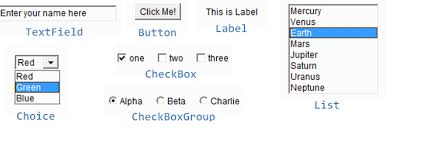 Enter your name here
TextField
Click Me!
Button
This is Label
Label
Mercury
Venus
Earth
Mars
Jupiter
Saturn
Uranus
Neptune
List
Red
Red
Green
Blue
Choice
one two three
CheckBox
Alpha Beta Charlie
CheckBoxGroup